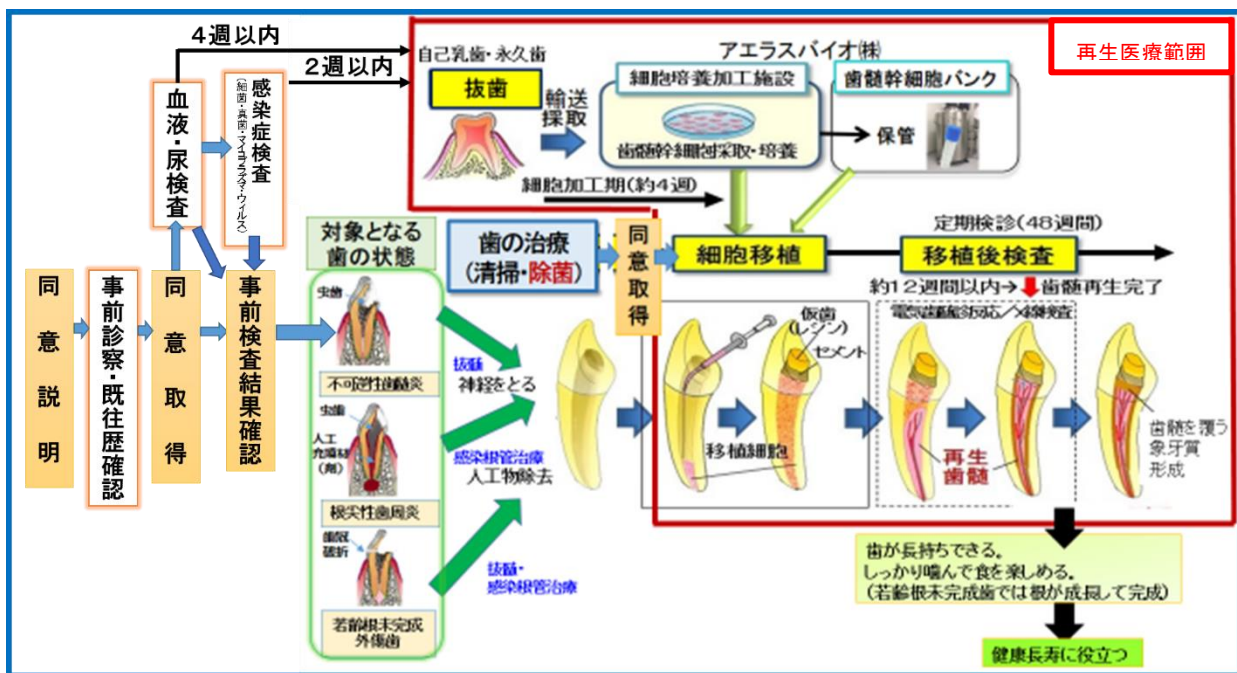 4週以内
2週以内
再生医療範囲
アエラスバイオ㈱
自己乳歯・永久歯
抜歯
輸送
採取
細胞培養加工施設
歯髄幹細胞採取・培養
歯髄幹細胞バンク
保管
細胞加工期(約4週)
血液・尿検査
感染症検査
(細菌・真菌・マイコプラズマ・ウイルス)
同意説明
事前診察・既往歴確認
同意取得
事前検査結果確認
対象となる
歯の状態
虫歯
不可逆性歯髄炎
虫歯
人工
充填材
(剤)
根尖性歯周炎
歯冠
破折
若齢根未完成
外傷歯
歯の治療
(清掃・除菌)
同意取得
細胞移植
定期検診(48週間)
移植後検査
約12週間以内→
歯髄再生完了
抜髄
神経をとる
感染根管治療
人工物除去
抜髄・
感染根管治療
仮歯
(レジン)
セメント
移植細胞
再生
歯髄
歯髄を覆う
象牙質
形成
歯が長持ちできる。
しっかり噛んで食を楽しめる。
(若齢根未完成歯では根が成長して完成)
健康長寿に役立つ